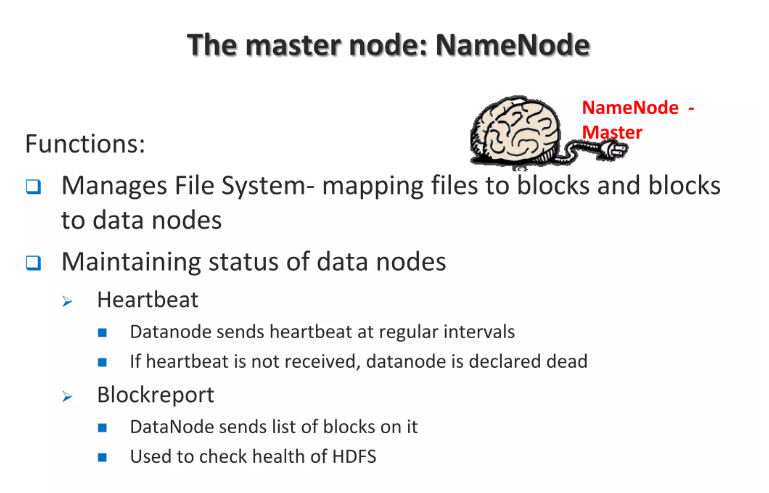 The master node: NameNode
NameNode -
Master
Functions:
Manages File System- mapping files to blocks and blocks
to data nodes
Maintaining status of data nodes
Heartbeat
Datanode sends heartbeat at regular intervals
If heartbeat is not received, datanode is declared dead
Blockreport
DataNode sends list of blocks on it
Used to check health of HDFS